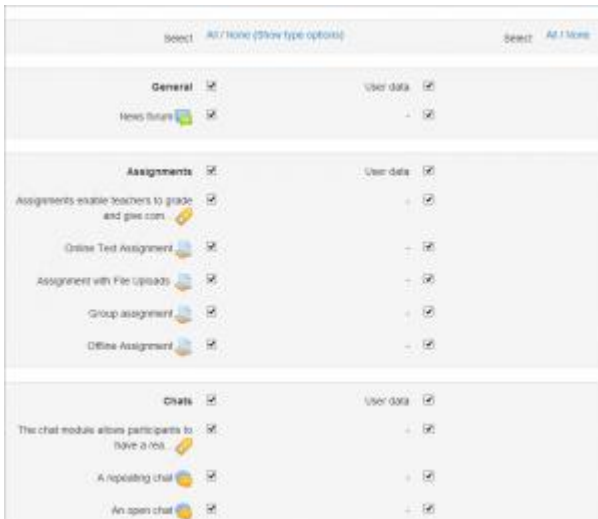 Select All / None (Show type options) Select All / None
General User data
News forum -
Assignments User data
Assignments enable teachers to grade -
and give com...
Online Text Assignment -
Assignment with File Uploads -
Group assignment -
Offline Assignment -
Chats User data
The chat module allows participants to -
have a rea...
A repeating chat -
An open chat -